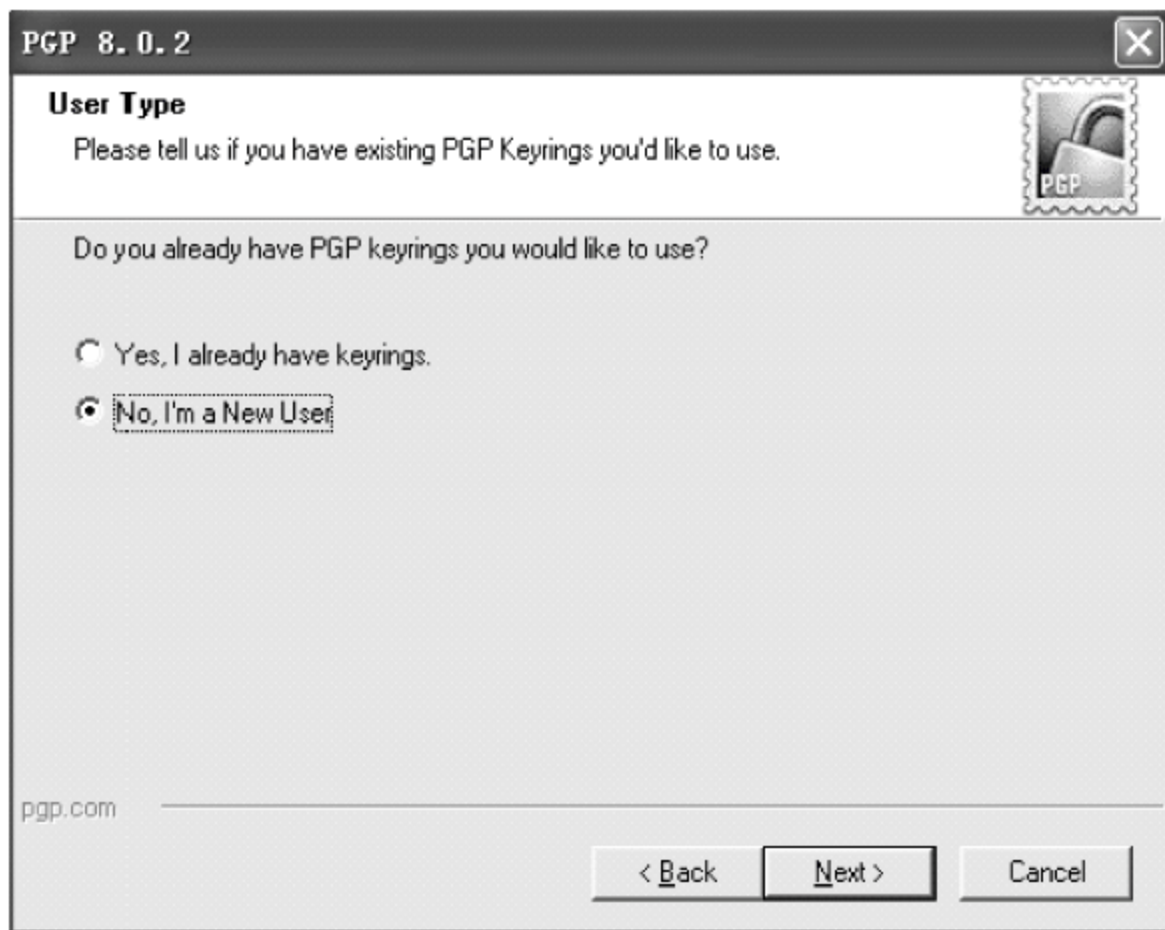 PGP 8.0.2
User Type
Please tell us if you have existing PGP Keyrings you'd like to use.
PGP
Do you already have PGP keyrings you would like to use?
Yes, I already have keyrings.
No, I'm a New User
pgp.com
< Back Next > Cancel